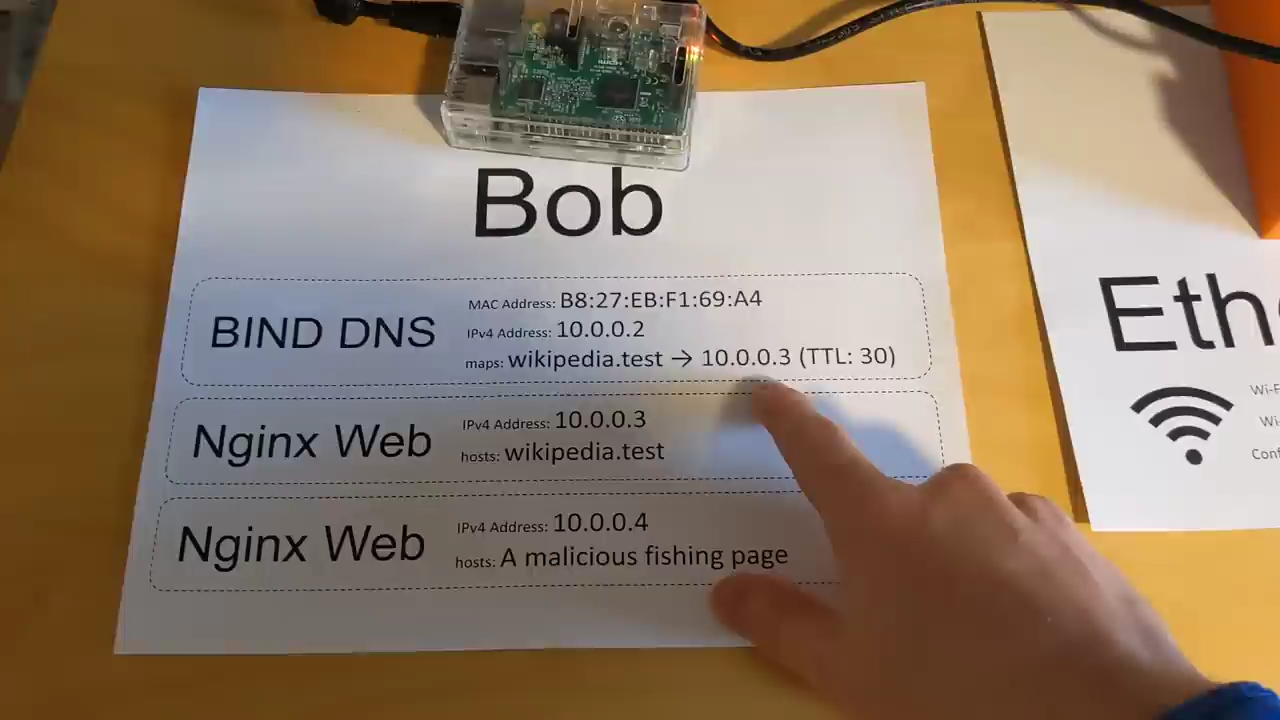 Bob
BIND DNS
MAC Address: B8:27:EB:F1:69:A4
IPv4 Address: 10.0.0.2
maps: wikipedia.test → 10.0.0.3 (TTL: 30)
Nginx Web
IPv4 Address: 10.0.0.3
hosts: wikipedia.test
Nginx Web
IPv4 Address: 10.0.0.4
hosts: A malicious fishing page